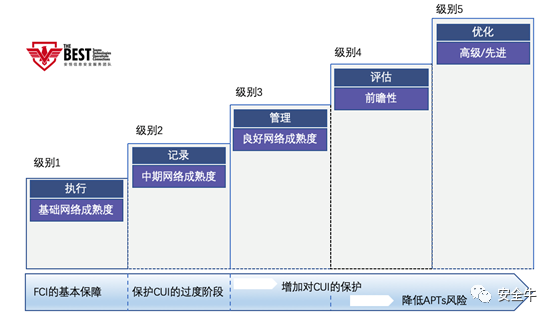 级别5
优化
高级/先进
级别4
评估
前瞻性
级别3
管理
良好网络成熟度
级别2
记录
中期网络成熟度
级别1
执行
基础网络成熟度
THE
BEST
FCI的基本保障
保护CUI的过度阶段
增加对CUI的保护
降低APTs风险
安全牛